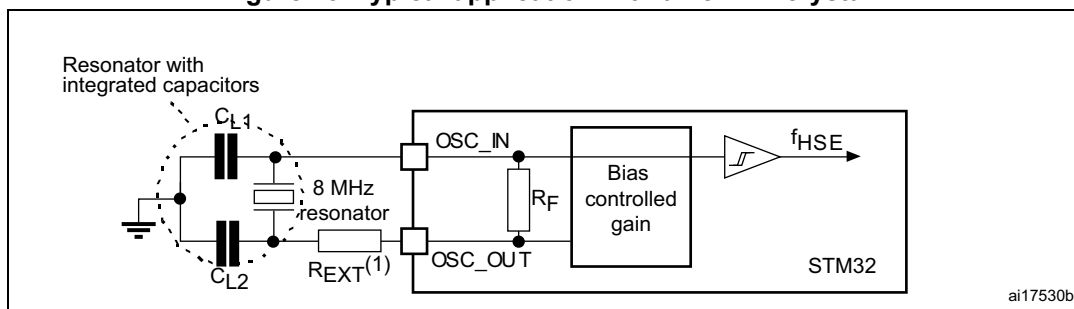 Resonator with
integrated capacitors
CL1
OSC_IN
fHSE
8 MHz
resonator
RF
Bias
controlled
gain
OSC_OUT
STM32
REXT(1)
CL2
ai17530b